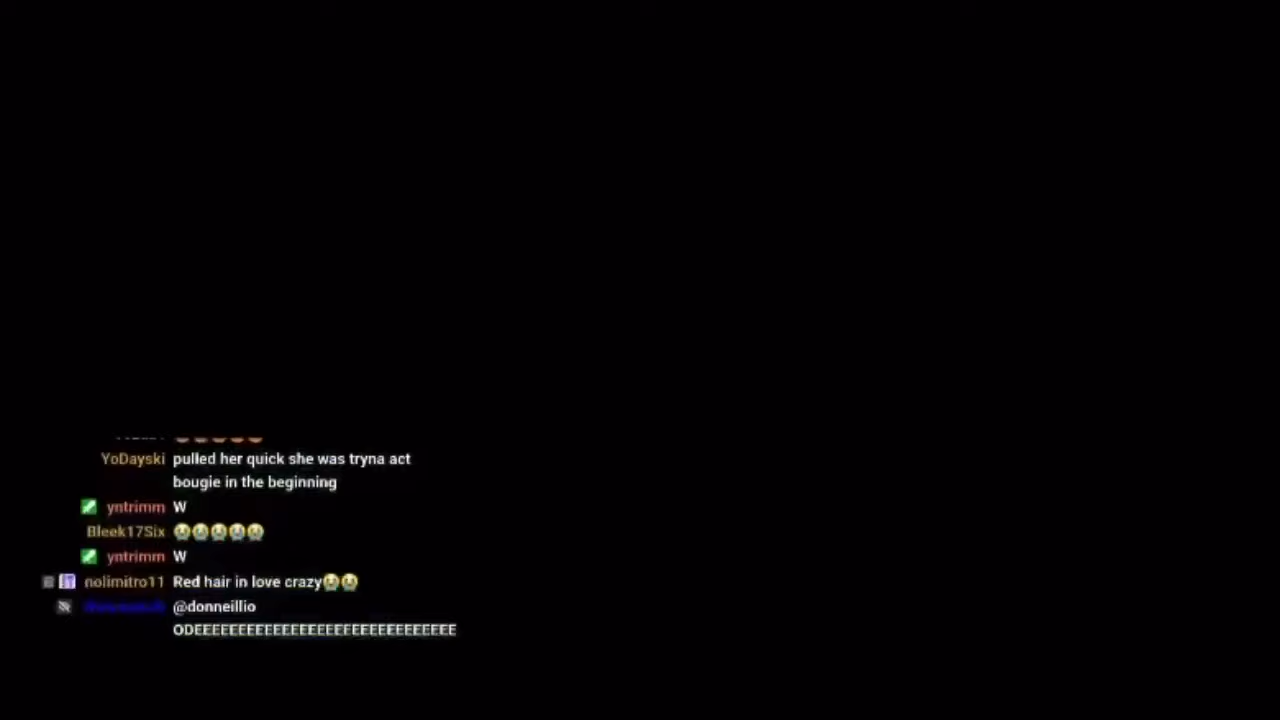 YoDayski pulled her quick she was tryna act
bougie in the beginning
yntrimm W
Bleek17Six 😭😭😭😭😭
yntrimm W
nolimitro11 Red hair in love crazy😭😭
@donneillio
ODEEEEEEEEEEEEEEEEEEEEEEEEEEEEEE